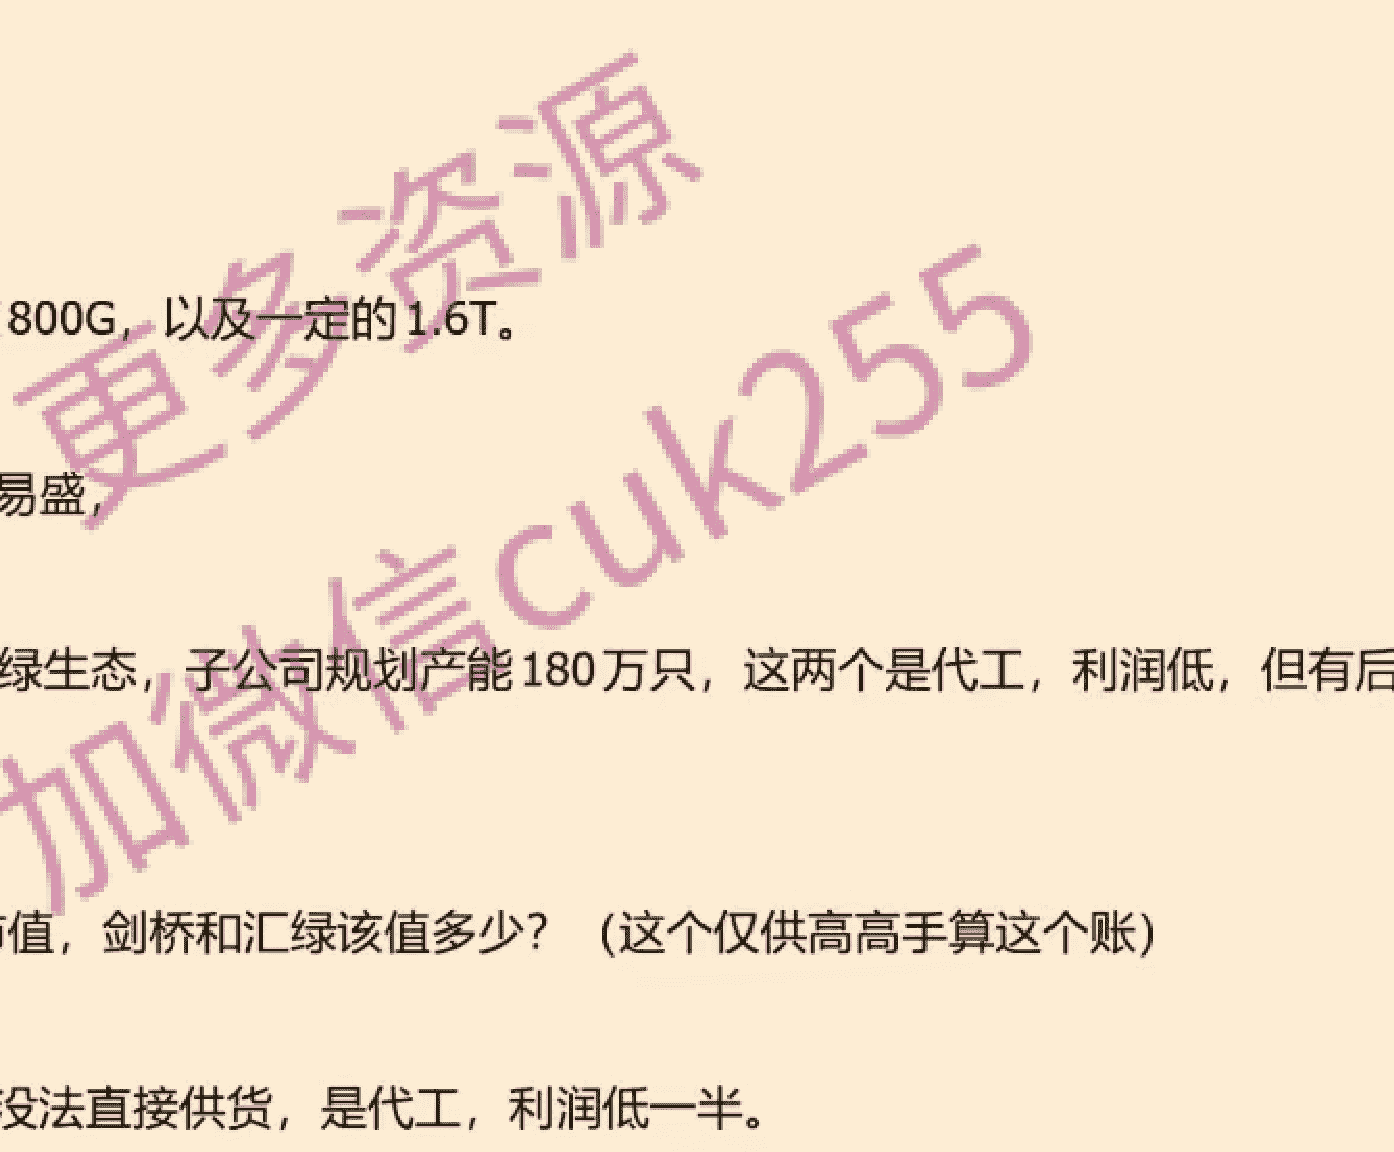 800G，以及一定的1.6T。
易盛，
绿生态，子公司规划产能180万只，这两个是代工，利润低，但有后
值，剑桥和汇绿该值多少？（这个仅供高高手算这个账）
没法直接供货，是代工，利润低一半。
更多资源
加微信cuk255